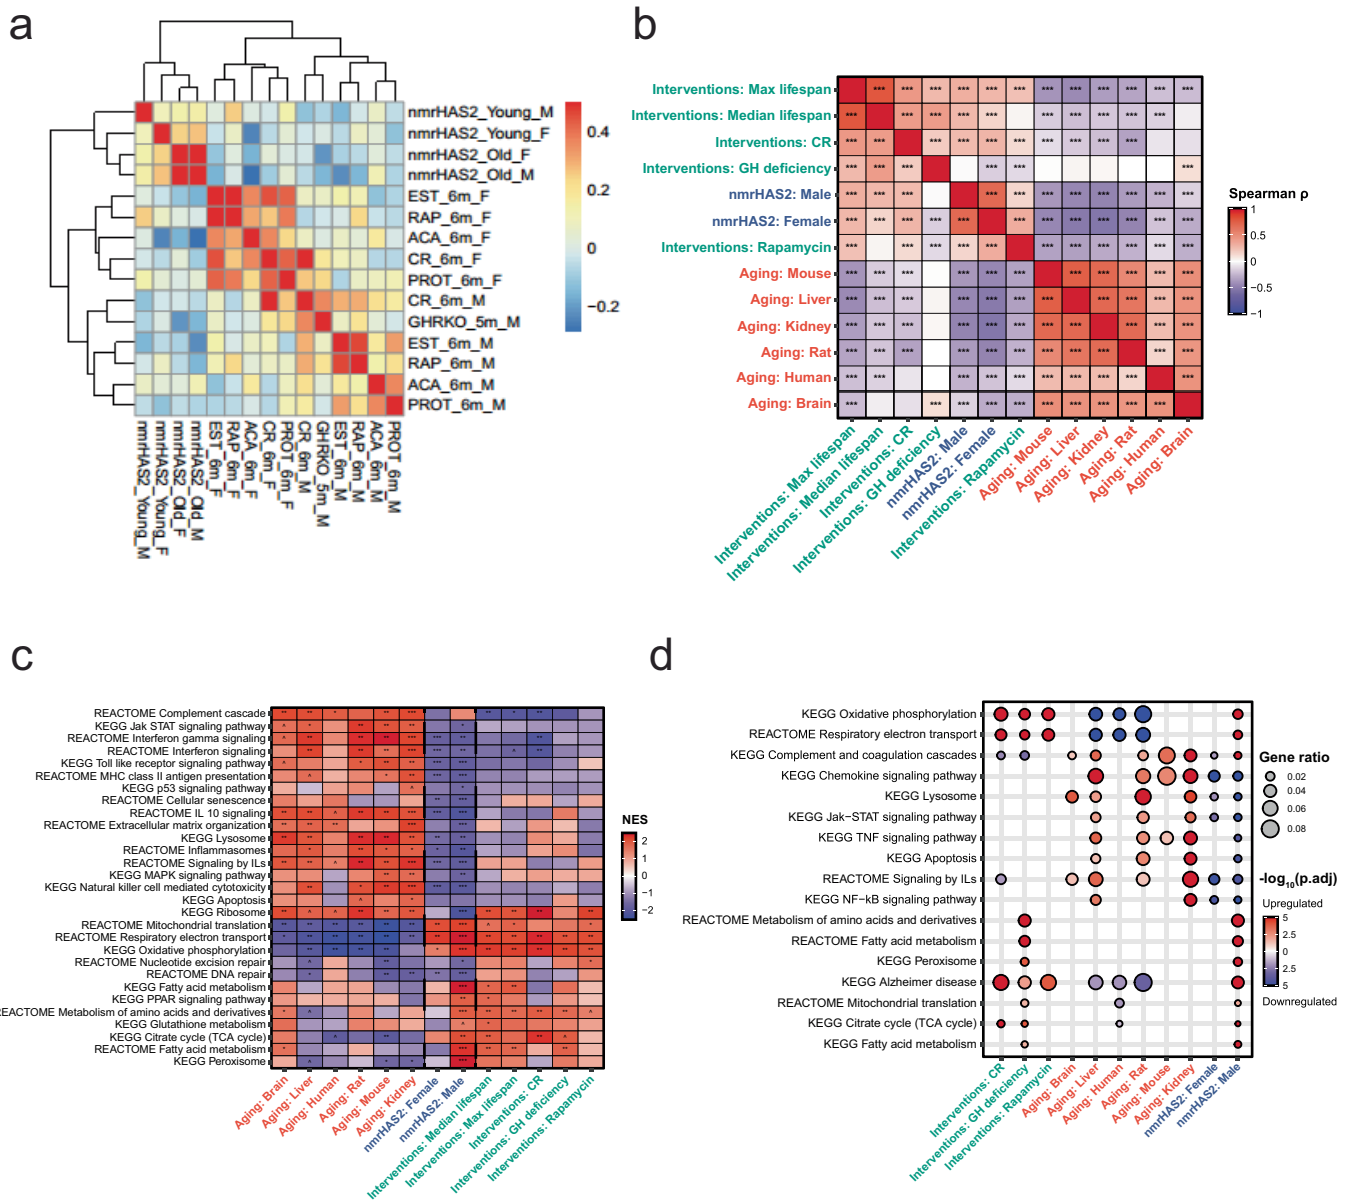 a
nmrHAS2_Young_M
nmrHAS2_Young_F
nmrHAS2_Old_F
nmrHAS2_Old_M
EST_6m_F
RAP_6m_F
ACA_6m_F
CR_6m_F
PROT_6m_F
CR_6m_M
GHRKO_5m_M
EST_6m_M
RAP_6m_M
ACA_6m_M
PROT_6m_M
0.4
0.2
0
−0.2
nmrHAS2_Young_M
nmrHAS2_Young_F
nmrHAS2_Old_F
nmrHAS2_Old_M
EST_6m_F
RAP_6m_F
ACA_6m_F
CR_6m_F
PROT_6m_F
CR_6m_M
GHRKO_5m_M
EST_6m_M
RAP_6m_M
ACA_6m_M
PROT_6m_M
b
Interventions: Max lifespan
Interventions: Median lifespan
Interventions: CR
Interventions: GH deficiency
nmrHAS2: Male
nmrHAS2: Female
Interventions: Rapamycin
Aging: Mouse
Aging: Liver
Aging: Kidney
Aging: Rat
Aging: Human
Aging: Brain
Spearman ρ
1
0.5
0
−0.5
−1
Interventions: Max lifespan
Interventions: Median lifespan
Interventions: CR
Interventions: GH deficiency
nmrHAS2: Male
nmrHAS2: Female
Interventions: Rapamycin
Aging: Mouse
Aging: Liver
Aging: Kidney
Aging: Rat
Aging: Human
Aging: Brain
c
REACTOME Complement cascade
KEGG Jak STAT signaling pathway
REACTOME Interferon gamma signaling
REACTOME Interferon signaling
KEGG Toll like receptor signaling pathway
REACTOME MHC class II antigen presentation
KEGG p53 signaling pathway
REACTOME Cellular senescence
REACTOME IL 10 signaling
REACTOME Extracellular matrix organization
KEGG Lysosome
REACTOME Inflammasomes
REACTOME Signaling by ILs
KEGG MAPK signaling pathway
KEGG Natural killer cell mediated cytotoxicity
KEGG Apoptosis
KEGG Ribosome
REACTOME Mitochondrial translation
REACTOME Respiratory electron transport
KEGG Oxidative phosphorylation
REACTOME Nucleotide excision repair
REACTOME DNA repair
KEGG Fatty acid metabolism
KEGG PPAR signaling pathway
REACTOME Metabolism of amino acids and derivatives
KEGG Glutathione metabolism
KEGG Citrate cycle (TCA cycle)
REACTOME Fatty acid metabolism
KEGG Peroxisome
NES
2
1
0
−1
−2
Aging: Brain
Aging: Liver
Aging: Human
Aging: Rat
Aging: Mouse
Aging: Kidney
nmrHAS2: Female
nmrHAS2: Male
Interventions: Median lifespan
Interventions: Max lifespan
Interventions: CR
Interventions: GH deficiency
Interventions: Rapamycin
d
KEGG Oxidative phosphorylation
REACTOME Respiratory electron transport
KEGG Complement and coagulation cascades
KEGG Chemokine signaling pathway
KEGG Lysosome
KEGG Jak−STAT signaling pathway
KEGG TNF signaling pathway
KEGG Apoptosis
REACTOME Signaling by ILs
KEGG NF−kB signaling pathway
REACTOME Metabolism of amino acids and derivatives
REACTOME Fatty acid metabolism
KEGG Peroxisome
KEGG Alzheimer disease
REACTOME Mitochondrial translation
KEGG Citrate cycle (TCA cycle)
KEGG Fatty acid metabolism
Gene ratio
0.02
0.04
0.06
0.08
-log10(p.adj)
Upregulated
5
2.5
0
2.5
5
Downregulated
Interventions: CR
Interventions: GH deficiency
Interventions: Rapamycin
Aging: Brain
Aging: Liver
Aging: Human
Aging: Rat
Aging: Mouse
Aging: Kidney
nmrHAS2: Female
nmrHAS2: Male